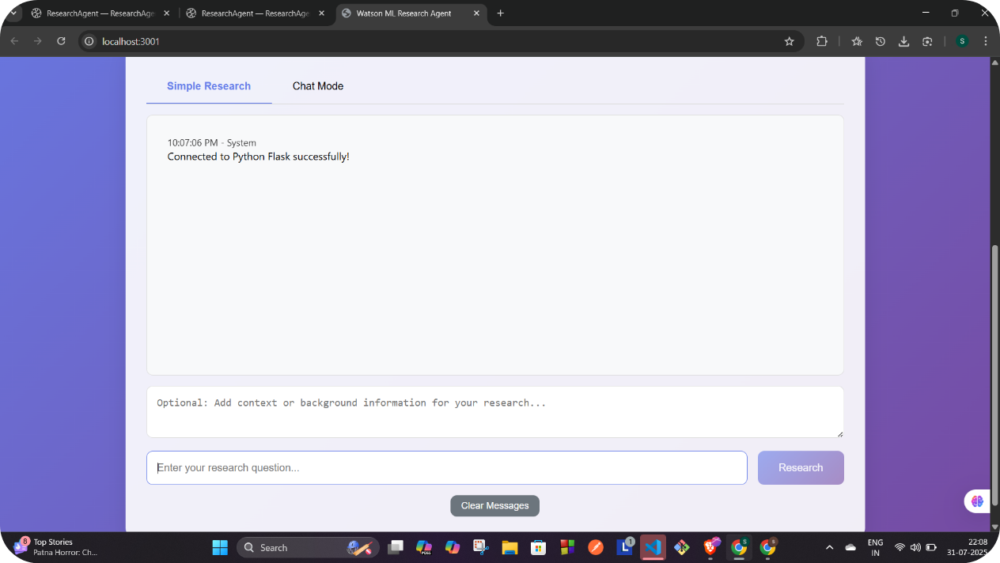 ResearchAgent — ResearchAge
ResearchAgent — ResearchAge
Watson ML Research Agent
localhost:3001
S
Simple Research
Chat Mode
10:07:06 PM - System
Connected to Python Flask successfully!
Optional: Add context or background information for your research...
Enter your research question...
Research
Clear Messages
8
Top Stories
Patna Horror: Ch...
Search
L
1
S
S
ENG
IN
22:08
31-07-2025